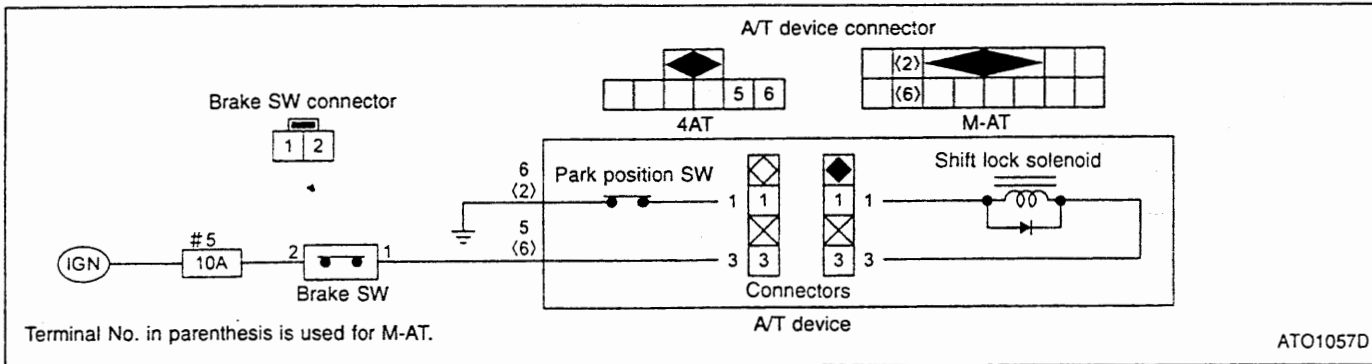 A/T device connector
⟨2⟩
Brake SW connector
5 6
⟨6⟩
1 2
4AT
M-AT
6
⟨2⟩
Park position SW
Shift lock solenoid
1 1 1 1
5
⟨6⟩
#5
IGN
10A
2 1
3 3 3 3
Brake SW
Connectors
A/T device
Terminal No. in parenthesis is used for M-AT.
ATO1057D